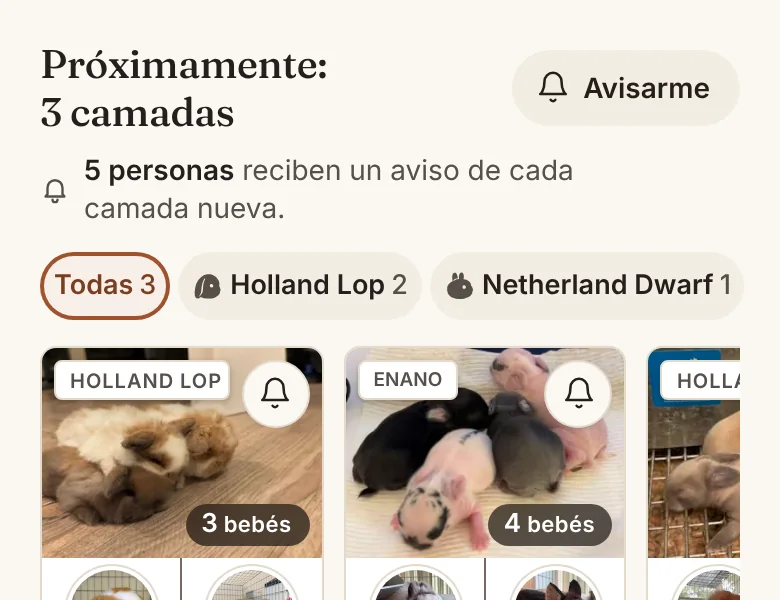 Próximamente:
3 camadas
Avisarme
5 personas reciben un aviso de cada
camada nueva.
Todas 3
Holland Lop 2
Netherland Dwarf 1
HOLLAND LOP
ENANO
HOLLA
3 bebés
4 bebés